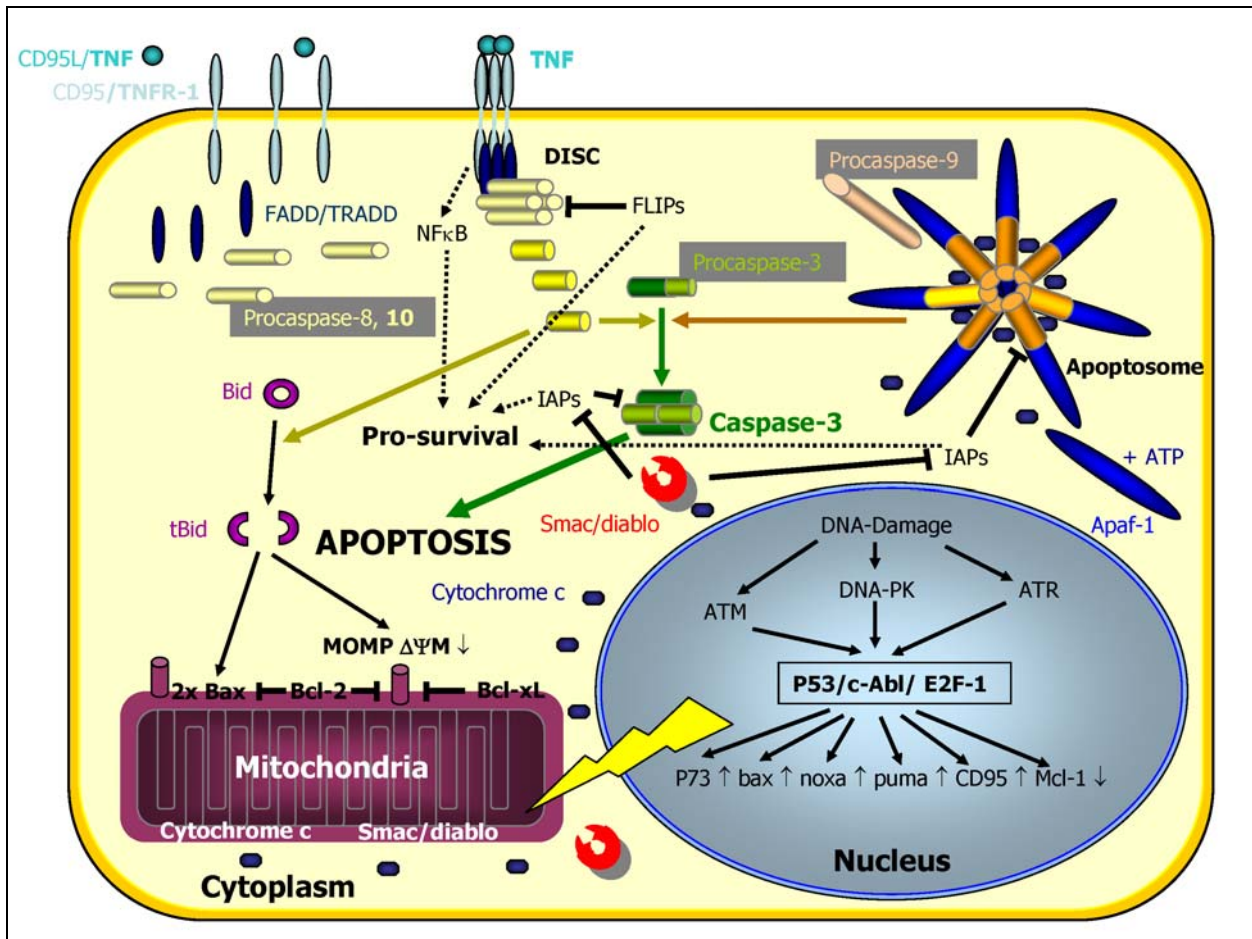 CD95L/TNF
TNF
CD95/TNFR-1
DISC
Procaspase-9
FADD/TRADD
FLIPs
NFκB
Procaspase-3
Procaspase-8, 10
Apoptosome
Bid
IAPs
Caspase-3
Pro-survival
IAPs
+ ATP
tBid
Smac/diablo
Apaf-1
APOPTOSIS
DNA-Damage
Cytochrome c
DNA-PK
ATR
ATM
MOMP ΔΨM ↓
2x Bax
Bcl-2
Bcl-xL
P53/c-Abl/ E2F-1
Mitochondria
P73 ↑ bax ↑ noxa ↑ puma ↑ CD95 ↑ Mcl-1 ↓
Cytochrome c
Smac/diablo
Nucleus
Cytoplasm